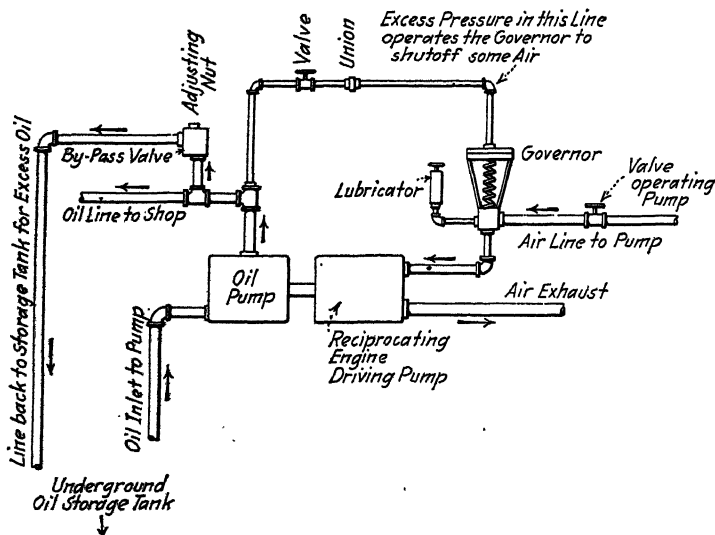 Excess Pressure in this Line
operates the Governor to
shutoff some Air
Valve
Union
Adjusting
Nut
By-Pass Valve
Governor
Lubricator
Valve
operating
Pump
Oil Line to Shop
Air Line to Pump
Oil
Pump
Air Exhaust
Reciprocating
Engine
Driving Pump
Oil Inlet to Pump
Line back to Storage Tank for Excess Oil
Underground
Oil Storage Tank